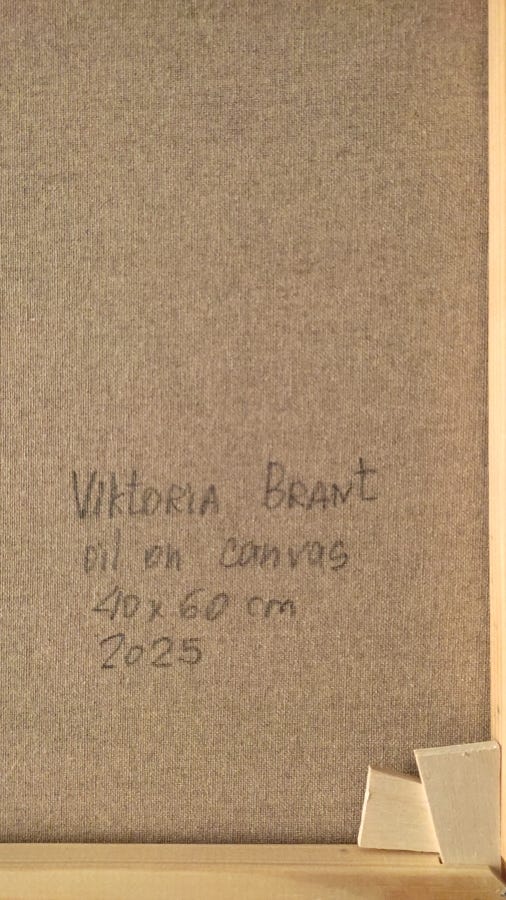 Viktoria Brant
oil on canvas
40 x 60 cm
2025